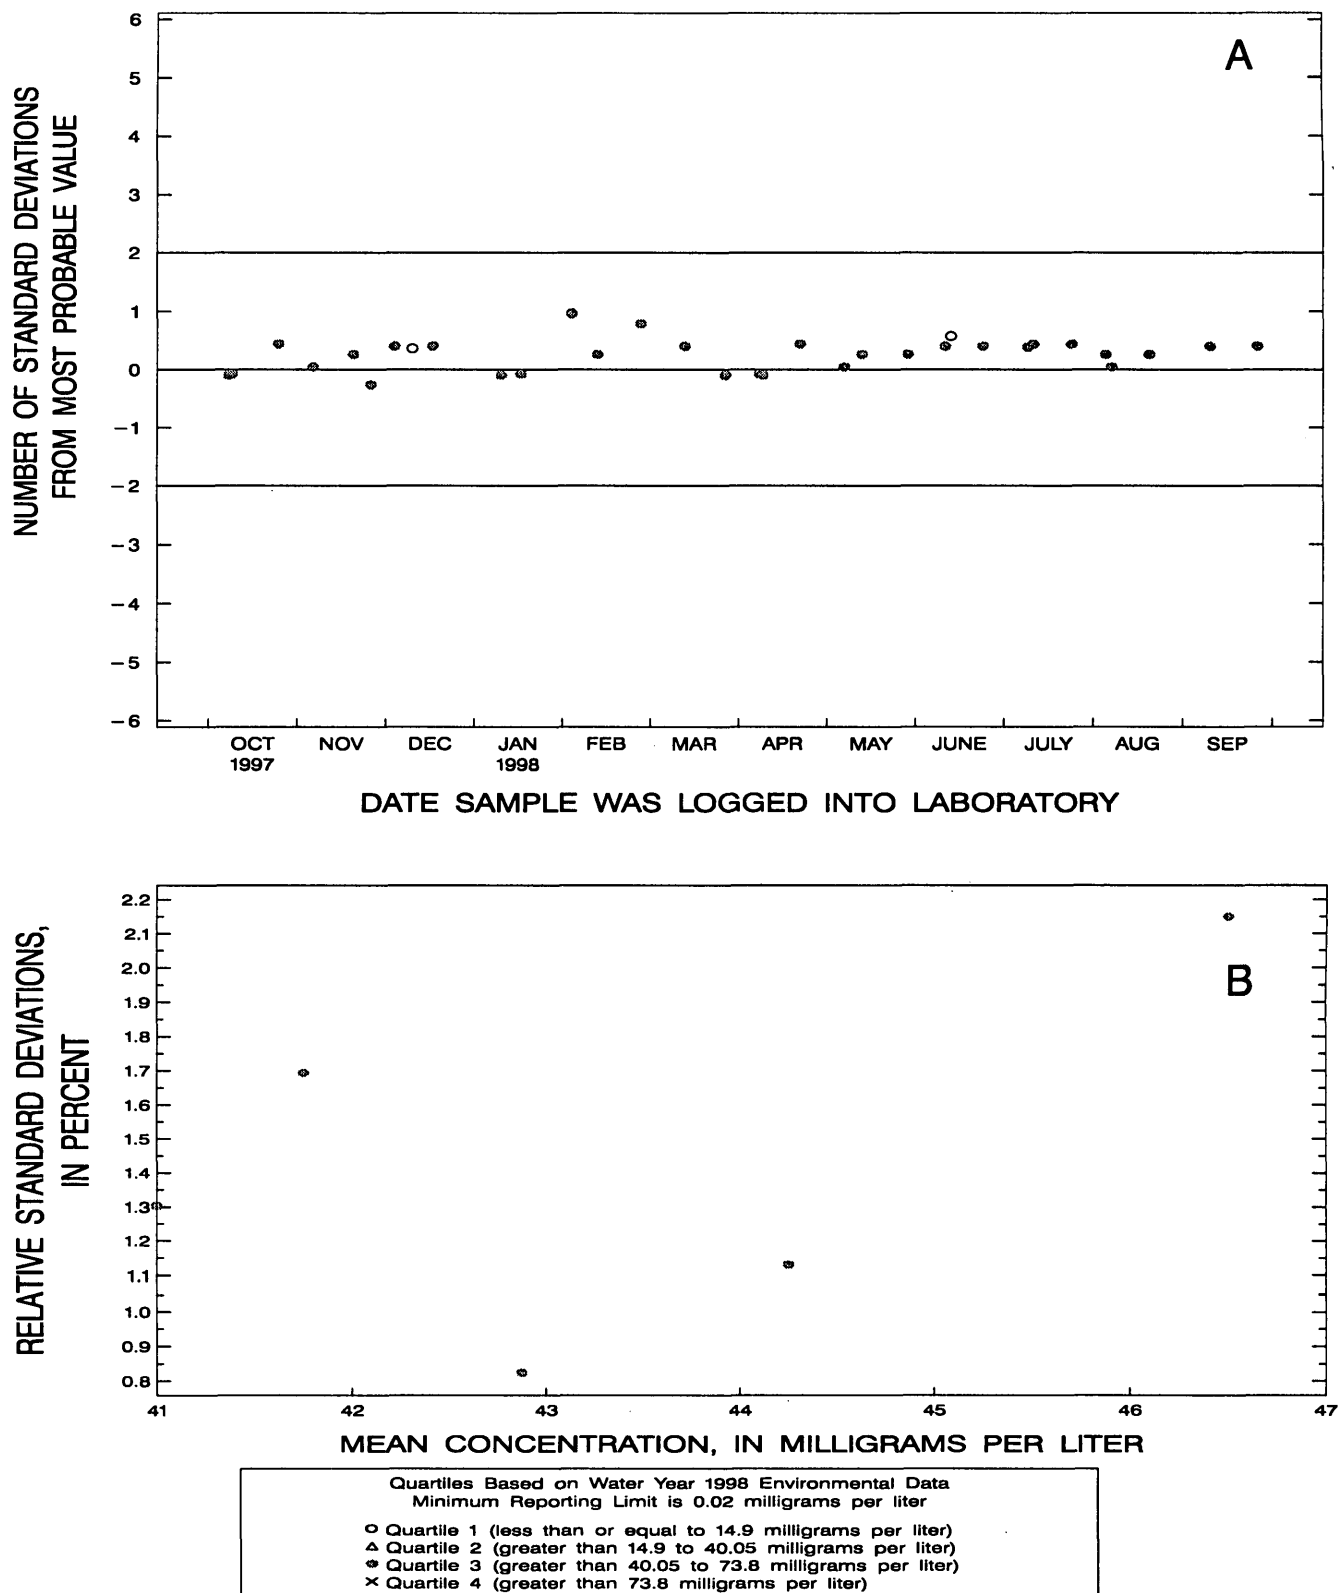 A
NUMBER OF STANDARD DEVIATIONS
FROM MOST PROBABLE VALUE
6
5
4
3
2
1
0
−1
−2
−3
−4
−5
−6
OCT NOV DEC JAN FEB MAR APR MAY JUNE JULY AUG SEP
1997 1998
DATE SAMPLE WAS LOGGED INTO LABORATORY
B
RELATIVE STANDARD DEVIATIONS,
IN PERCENT
2.2
2.1
2.0
1.9
1.8
1.7
1.6
1.5
1.4
1.3
1.2
1.1
1.0
0.9
0.8
41 42 43 44 45 46 47
MEAN CONCENTRATION, IN MILLIGRAMS PER LITER
Quartiles Based on Water Year 1998 Environmental Data
Minimum Reporting Limit is 0.02 milligrams per liter
Quartile 1 (less than or equal to 14.9 milligrams per liter)
Quartile 2 (greater than 14.9 to 40.05 milligrams per liter)
Quartile 3 (greater than 40.05 to 73.8 milligrams per liter)
Quartile 4 (greater than 73.8 milligrams per liter)